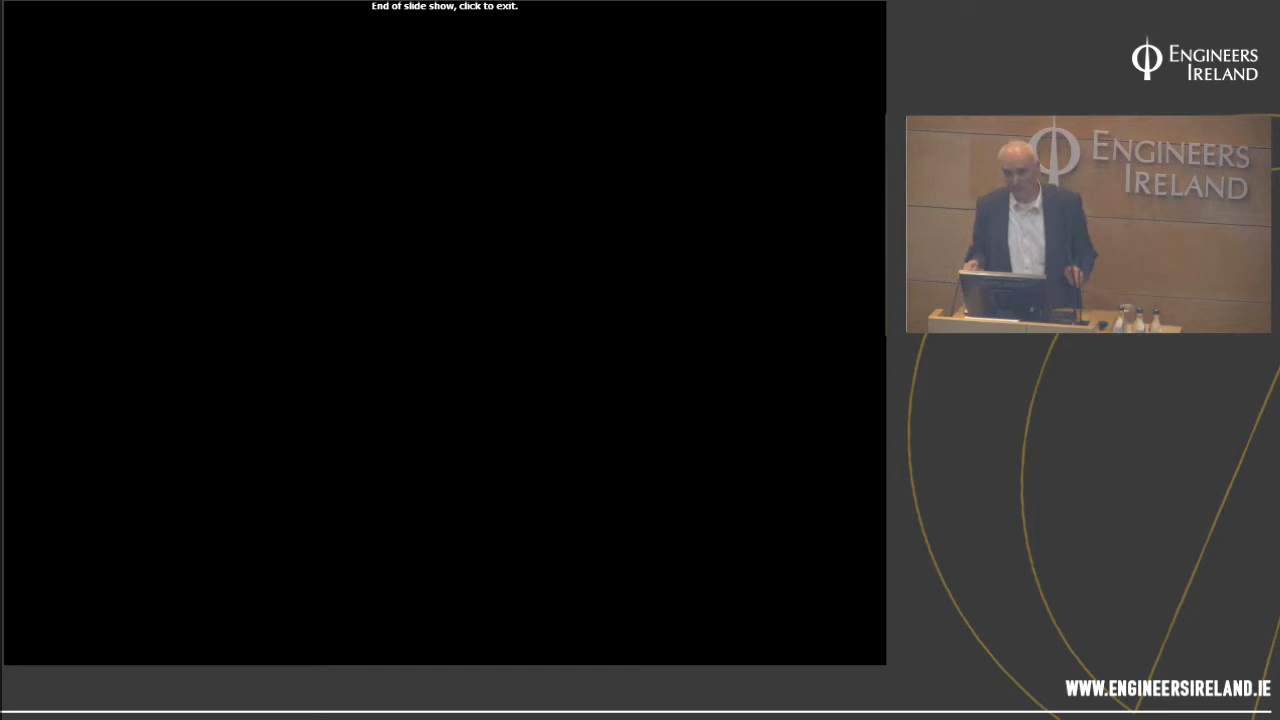 End of slide show, click to exit.
ENGINEERS
IRELAND
ENGINEERS
IRELAND
WWW.ENGINEERSIRELAND.IE